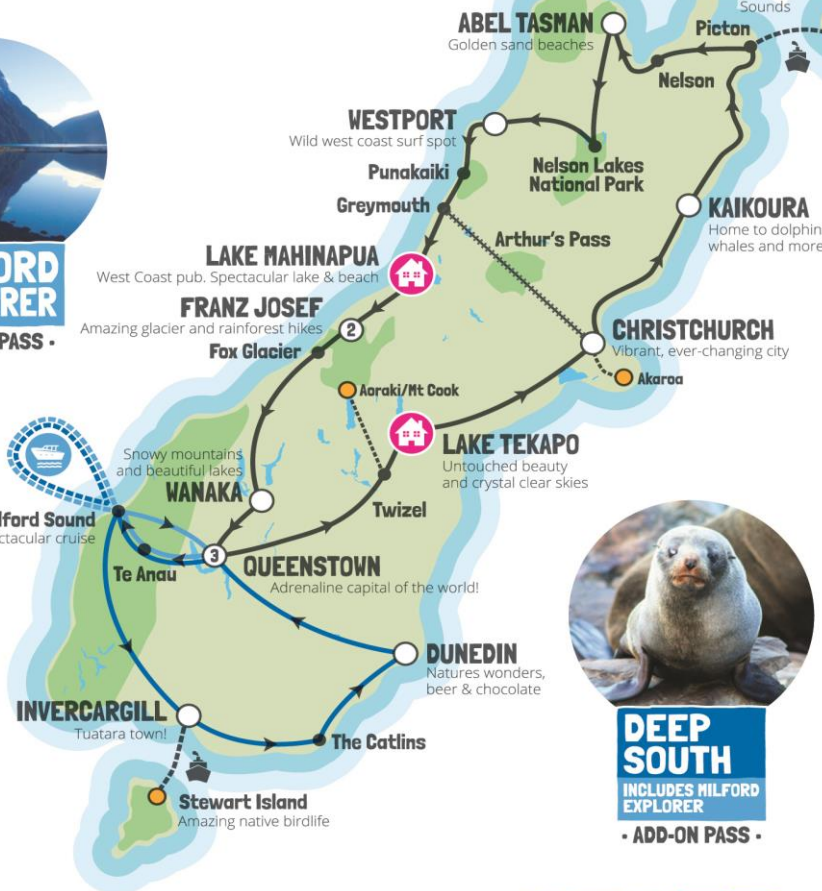 Sounds
ABEL TASMAN
Golden sand beaches
Picton
Nelson
WESTPORT
Wild west coast surf spot
Punakaiki
Nelson Lakes
National Park
Greymouth
KAIKOURA
Home to dolphin
whales and more
Arthur's Pass
LAKE MAHINAPUA
West Coast pub. Spectacular lake & beach
ORD
RER
PASS •
FRANZ JOSEF
Amazing glacier and rainforest hikes
2
Fox Glacier
CHRISTCHURCH
Vibrant, ever-changing city
Akaroa
Aoraki/Mt Cook
LAKE TEKAPO
Untouched beauty
and crystal clear skies
Snowy mountains
and beautiful lakes
WANAKA
Twizel
lford Sound
ctacular cruise
Te Anau
3
QUEENSTOWN
Adrenaline capital of the world!
DUNEDIN
Natures wonders,
beer & chocolate
INVERCARGILL
Tuatara town!
The Catlins
Stewart Island
Amazing native birdlife
DEEP
SOUTH
INCLUDES MILFORD
EXPLORER
• ADD-ON PASS •